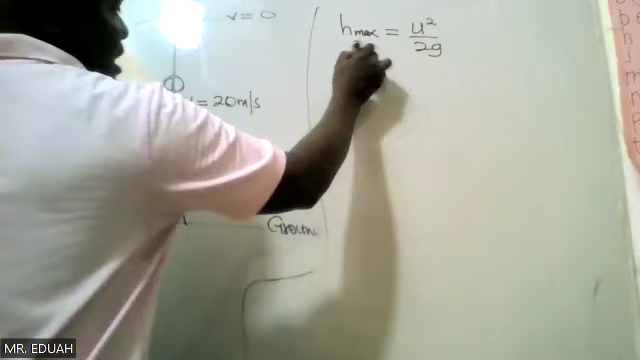 v = 0
= 20m/s
Ground
hmax = u²/2g
MR. EDUAH